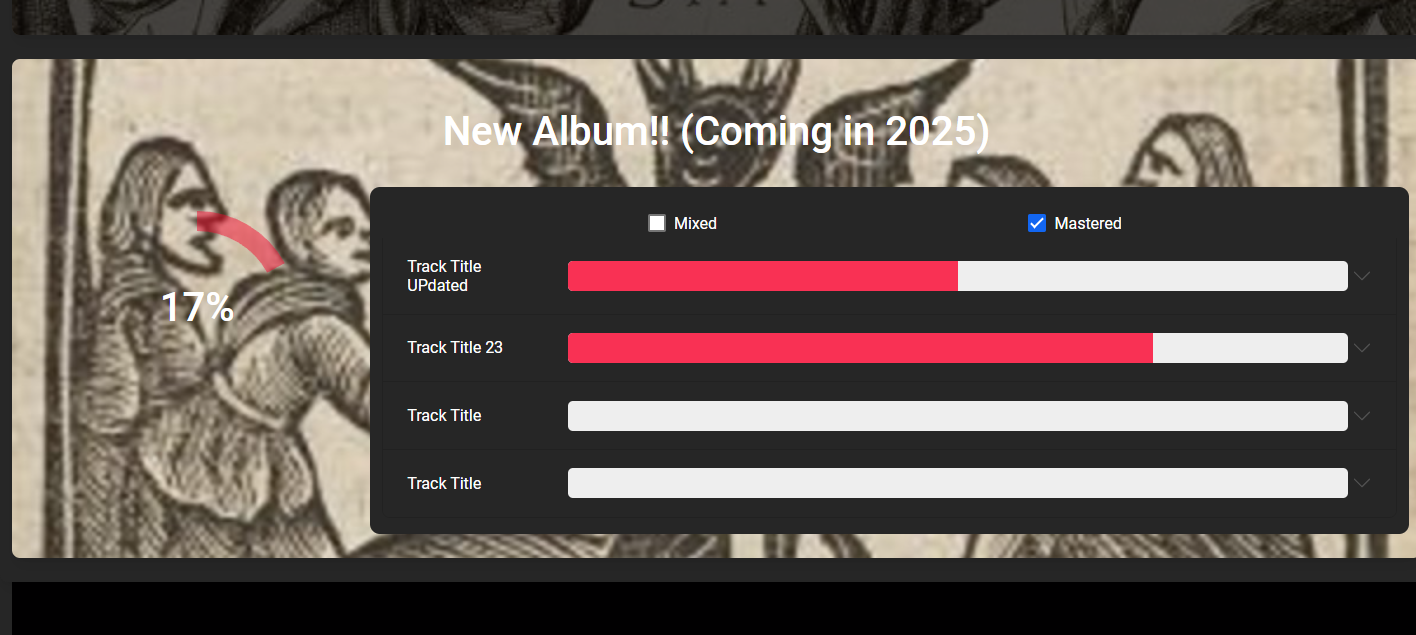 New Album!! (Coming in 2025)
Mixed
Mastered
Track Title
UPdated
17%
Track Title 23
Track Title
Track Title